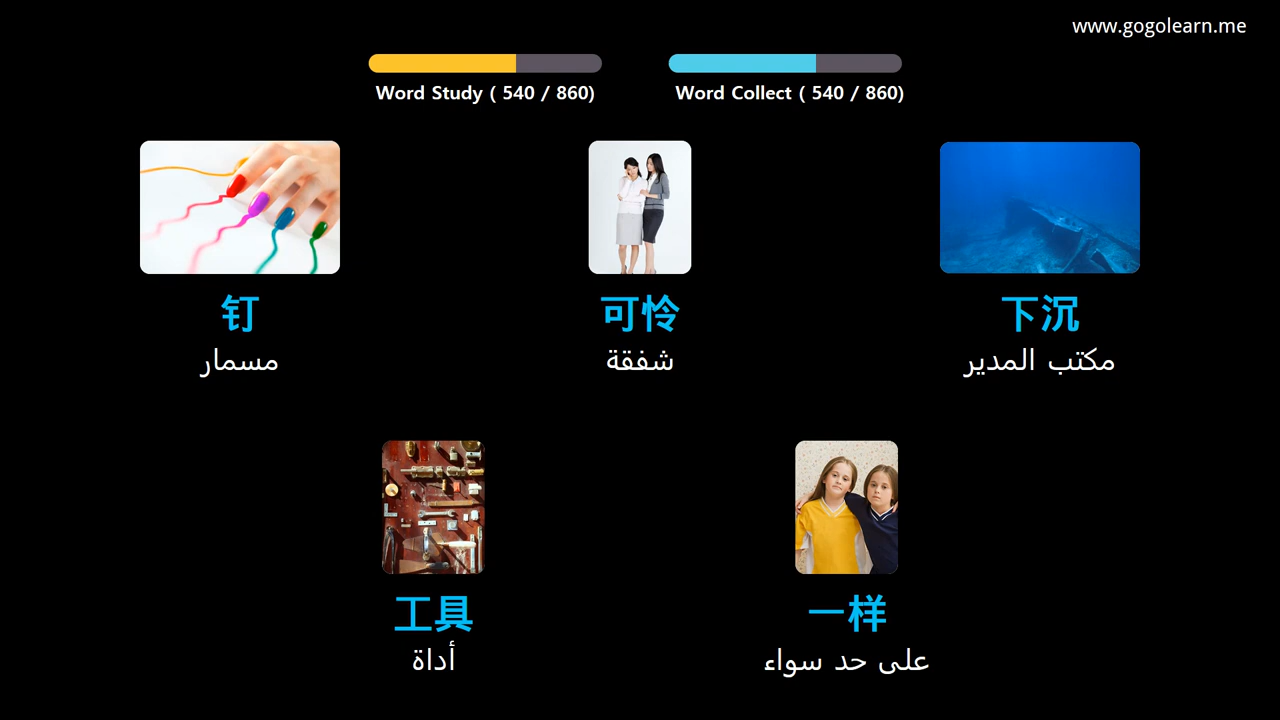 www.gogolearn.me
Word Study ( 540 / 860)
Word Collect ( 540 / 860)
钉
مسمار
可怜
شفقة
下沉
مكتب المدير
工具
أداة
一样
على حد سواء